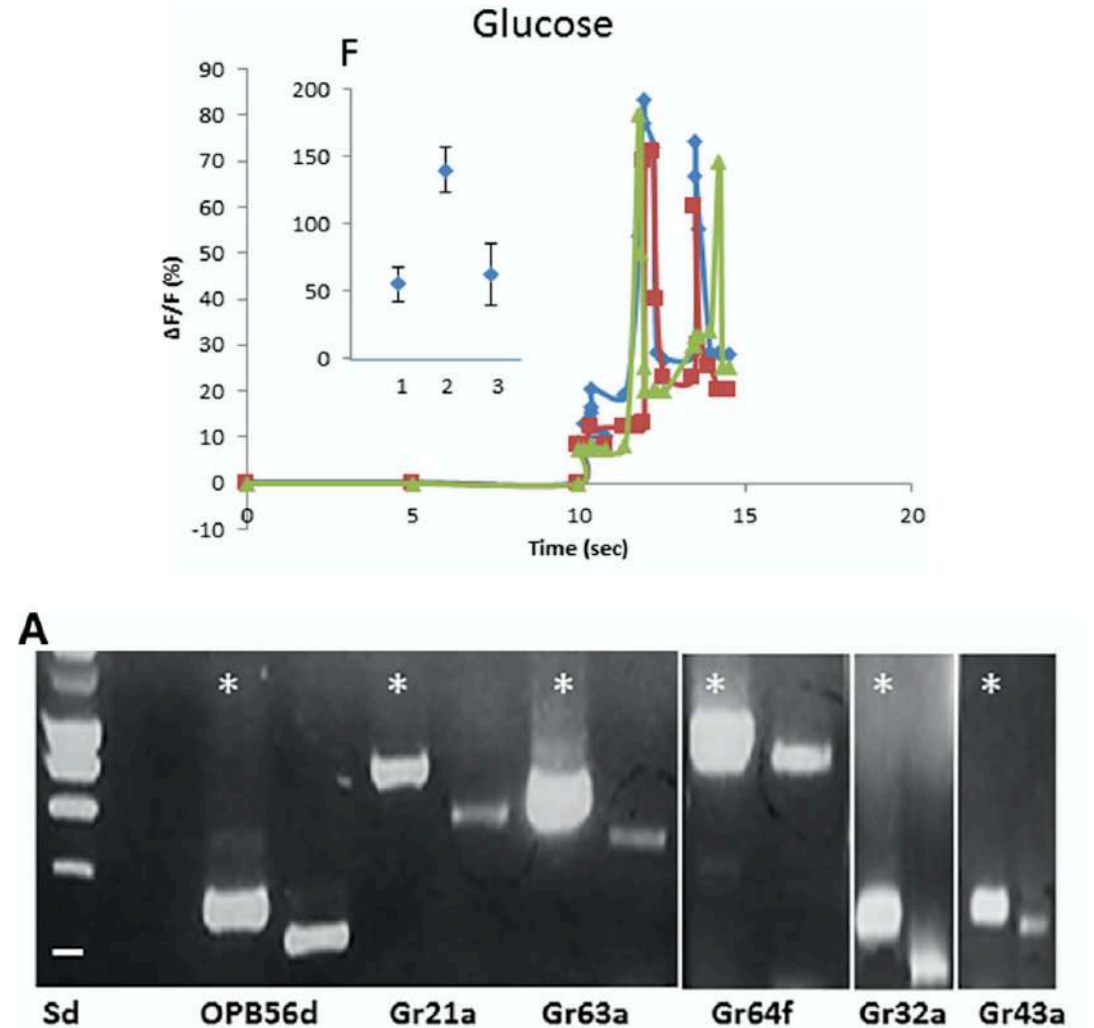 Glucose
F
90
80
70
60
50
40
30
20
10
0
-10
ΔF/F (%)
200
150
100
50
0
1 2 3
0 5 10 15 20
Time (sec)
A
* * * * * *
Sd OPB56d Gr21a Gr63a Gr64f Gr32a Gr43a